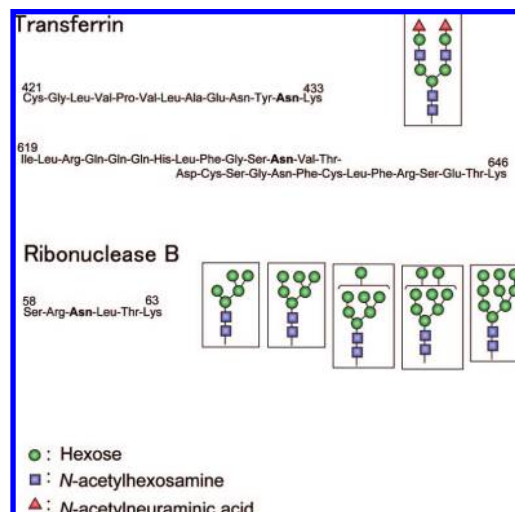 Transferrin
421 433
Cys-Gly-Leu-Val-Pro-Val-Leu-Ala-Glu-Asn-Tyr-Asn-Lys
619
Ile-Leu-Arg-Gln-Gln-Gln-His-Leu-Phe-Gly-Ser-Asn-Val-Thr-
646
Asp-Cys-Ser-Gly-Asn-Phe-Cys-Leu-Phe-Arg-Ser-Glu-Thr-Lys
Ribonuclease B
58 63
Ser-Arg-Asn-Leu-Thr-Lys
: Hexose
: N-acetylhexosamine
: N-acetylneuraminic acid